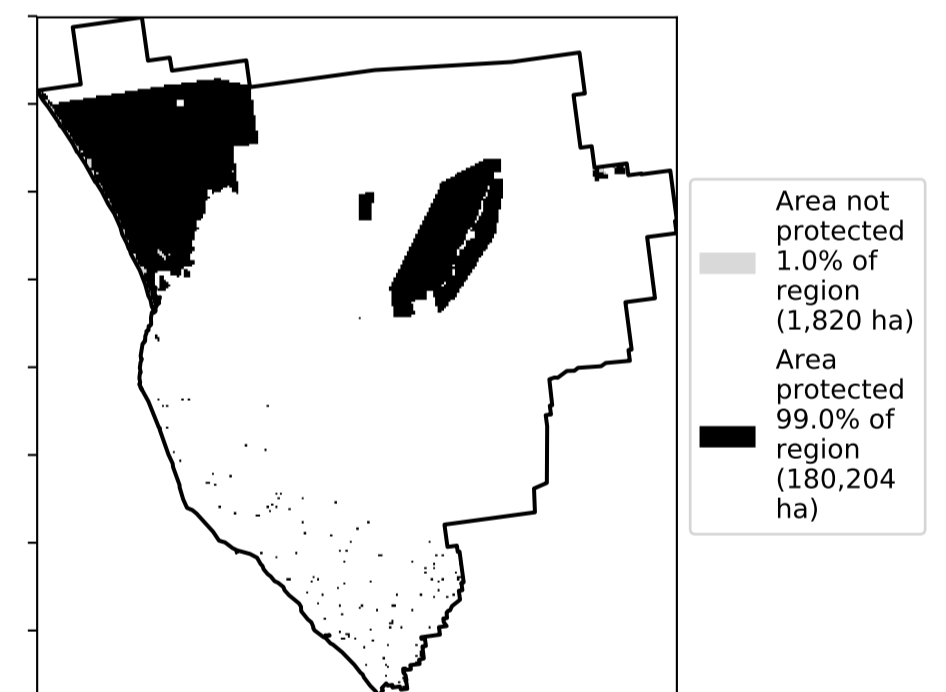 Area not
protected
1.0% of
region
(1,820 ha)
Area
protected
99.0% of
region
(180,204
ha)